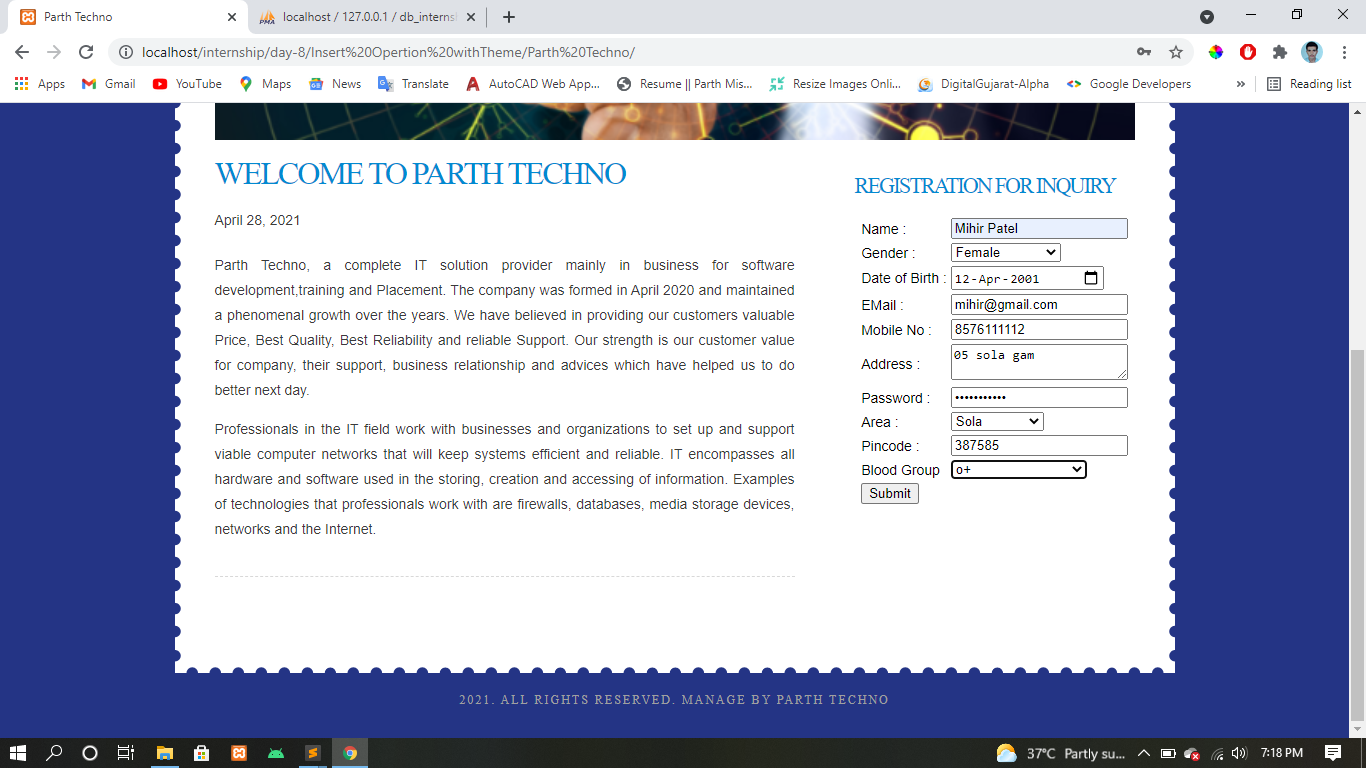 Parth Techno
localhost / 127.0.0.1 / db_interns
localhost/internship/day-8/Insert%20Opertion%20withTheme/Parth%20Techno/
Apps Gmail YouTube Maps News Translate AutoCAD Web App... Resume || Parth Mis... Resize Images Onli... DigitalGujarat-Alpha Google Developers » Reading list
WELCOME TO PARTH TECHNO
April 28, 2021
Parth Techno, a complete IT solution provider mainly in business for software
development,training and Placement. The company was formed in April 2020 and maintained
a phenomenal growth over the years. We have believed in providing our customers valuable
Price, Best Quality, Best Reliability and reliable Support. Our strength is our customer value
for company, their support, business relationship and advices which have helped us to do
better next day.
Professionals in the IT field work with businesses and organizations to set up and support
viable computer networks that will keep systems efficient and reliable. IT encompasses all
hardware and software used in the storing, creation and accessing of information. Examples
of technologies that professionals work with are firewalls, databases, media storage devices,
networks and the Internet.
REGISTRATION FOR INQUIRY
Name : Mihir Patel
Gender : Female
Date of Birth : 12-Apr-2001
EMail : mihir@gmail.com
Mobile No : 8576111112
Address : 05 sola gam
Password : •••••••••••
Area : Sola
Pincode : 387585
Blood Group o+
Submit
2021. ALL RIGHTS RESERVED. MANAGE BY PARTH TECHNO
37°C Partly su... 7:18 PM